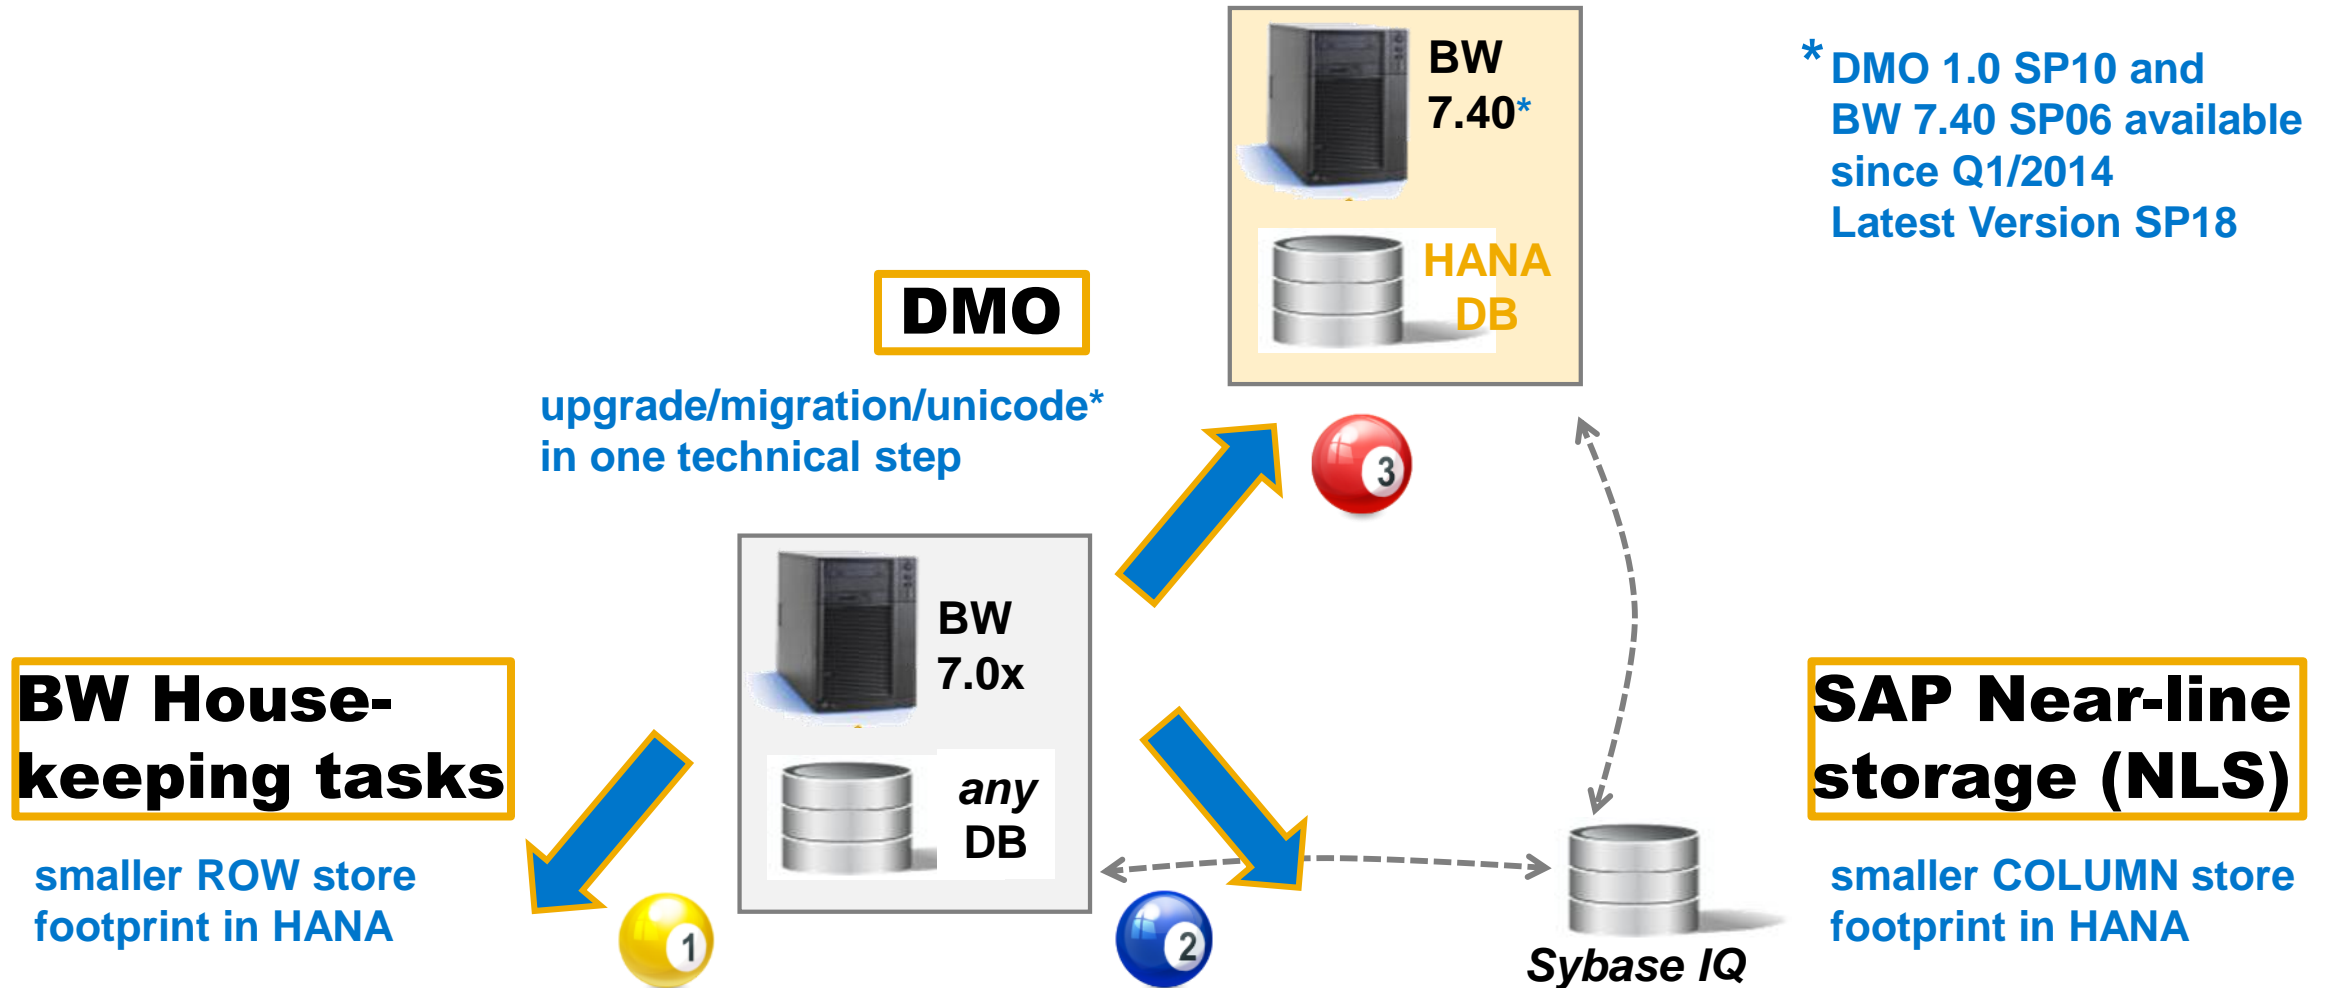 BW
7.40*
HANA
DB
* DMO 1.0 SP10 and
BW 7.40 SP06 available
since Q1/2014
Latest Version SP18
DMO
upgrade/migration/unicode*
in one technical step
3
BW
7.0x
any
DB
BW House-
keeping tasks
smaller ROW store
footprint in HANA
1
2
SAP Near-line
storage (NLS)
smaller COLUMN store
footprint in HANA
Sybase IQ